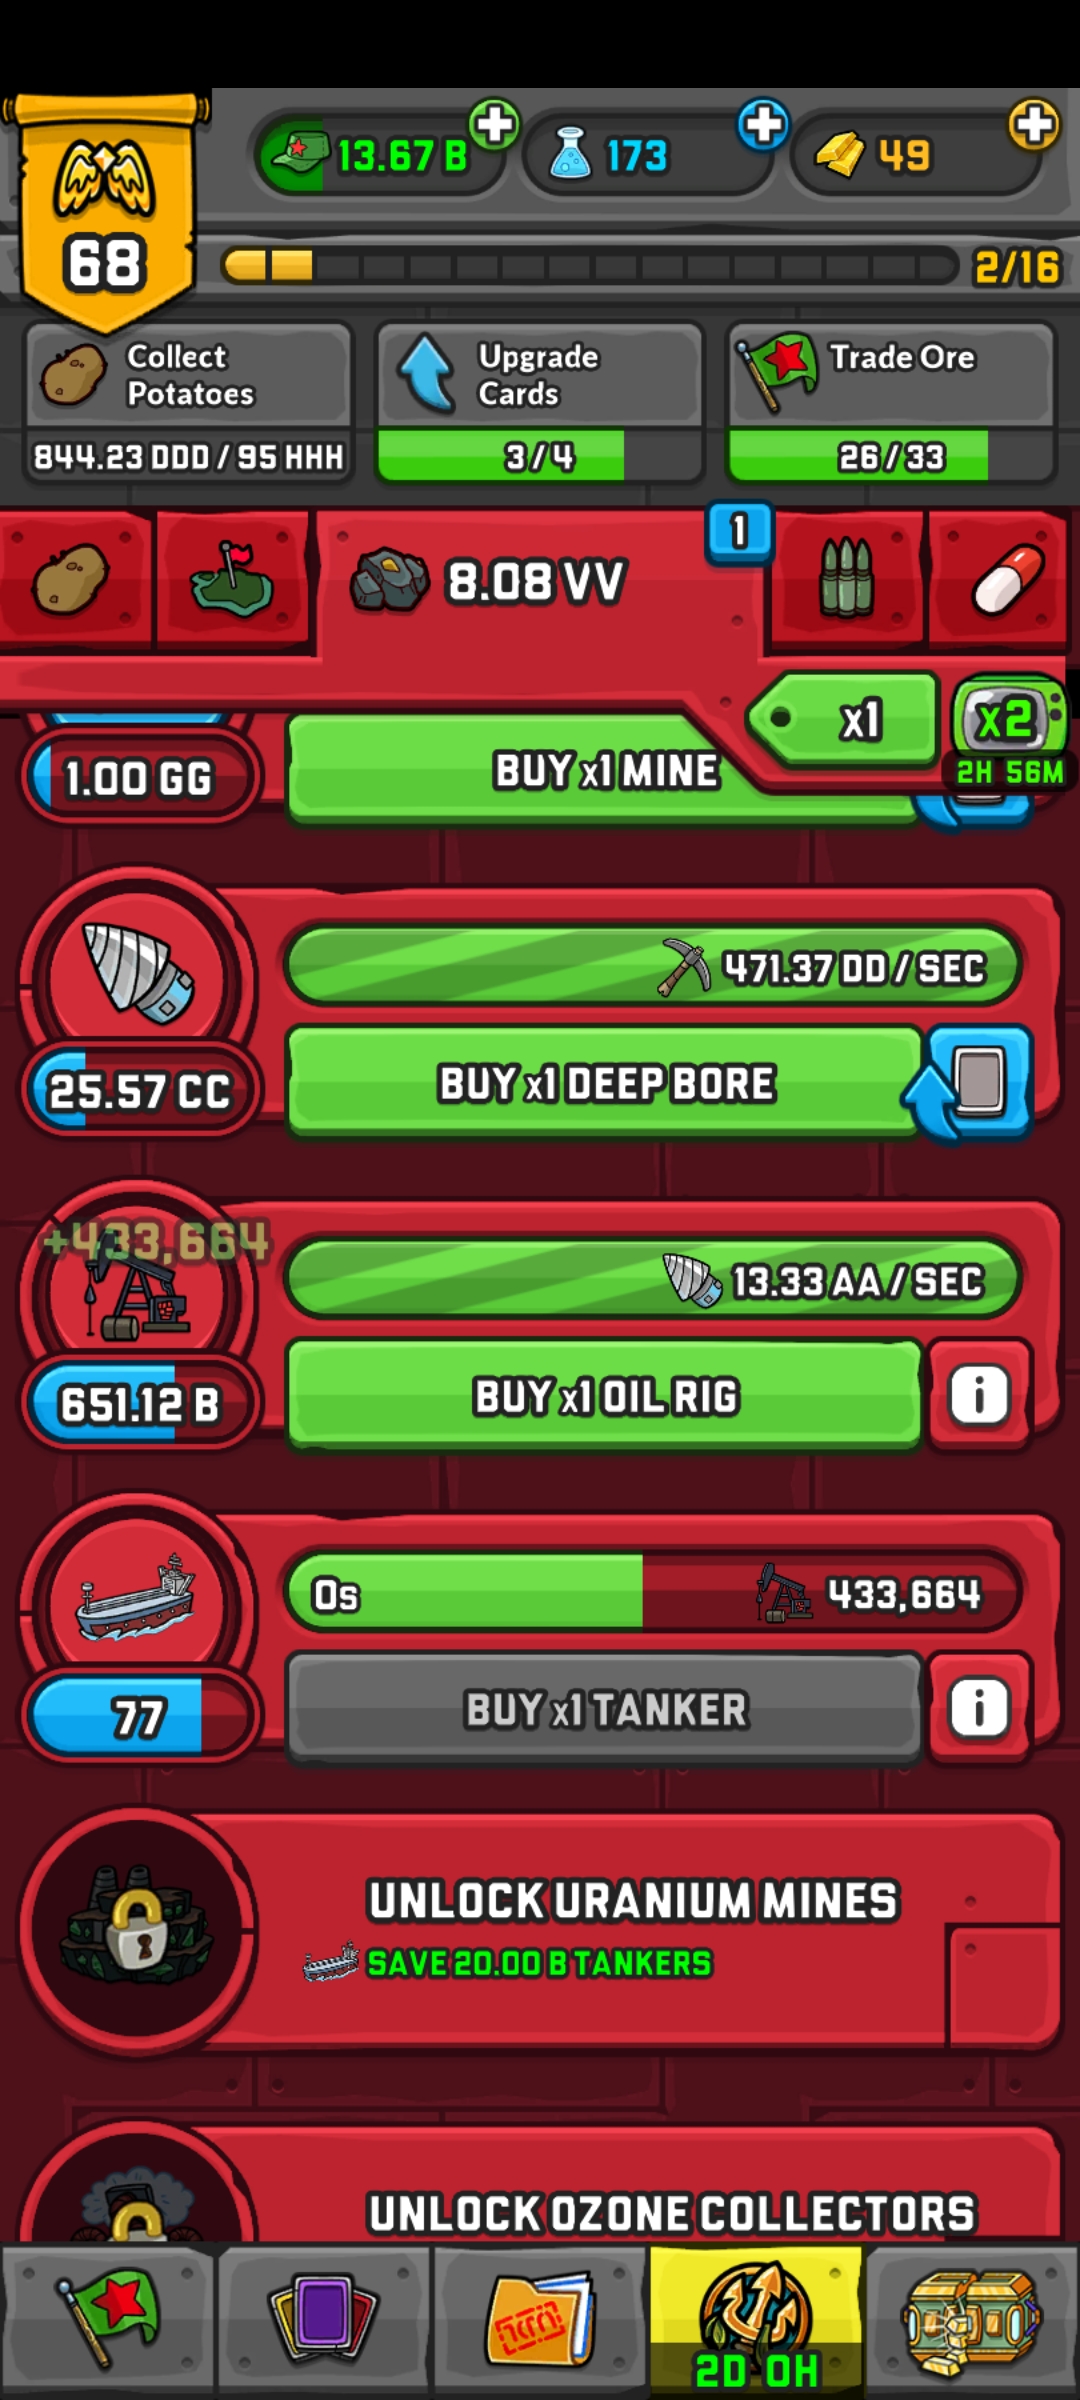 13.67 B
173
49
68
2/16
Collect
Potatoes
Upgrade
Cards
Trade Ore
844.23 DDD / 95 HHH
3/4
26/33
1
8.08 VV
x1
x2
2H 56M
1.00 GG
BUY x1 MINE
471.37 DD / SEC
25.57 CC
BUY x1 DEEP BORE
+433,664
13.33 AA / SEC
651.12 B
BUY x1 OIL RIG
i
0s
433,664
77
BUY x1 TANKER
i
UNLOCK URANIUM MINES
SAVE 20.00 B TANKERS
UNLOCK OZONE COLLECTORS
2D 0H